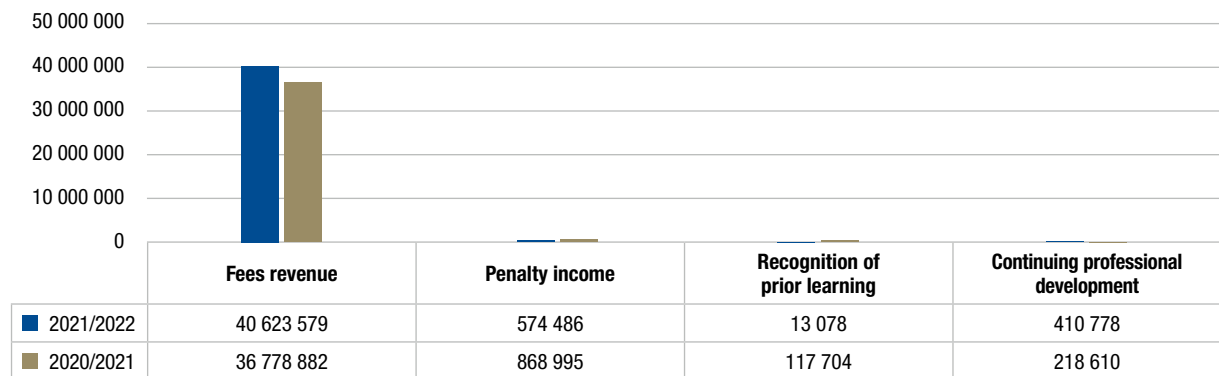 50 000 000
40 000 000
30 000 000
20 000 000
10 000 000
0
Fees revenue Penalty income Recognition of prior learning Continuing professional development
2021/2022 40 623 579 574 486 13 078 410 778
2020/2021 36 778 882 868 995 117 704 218 610